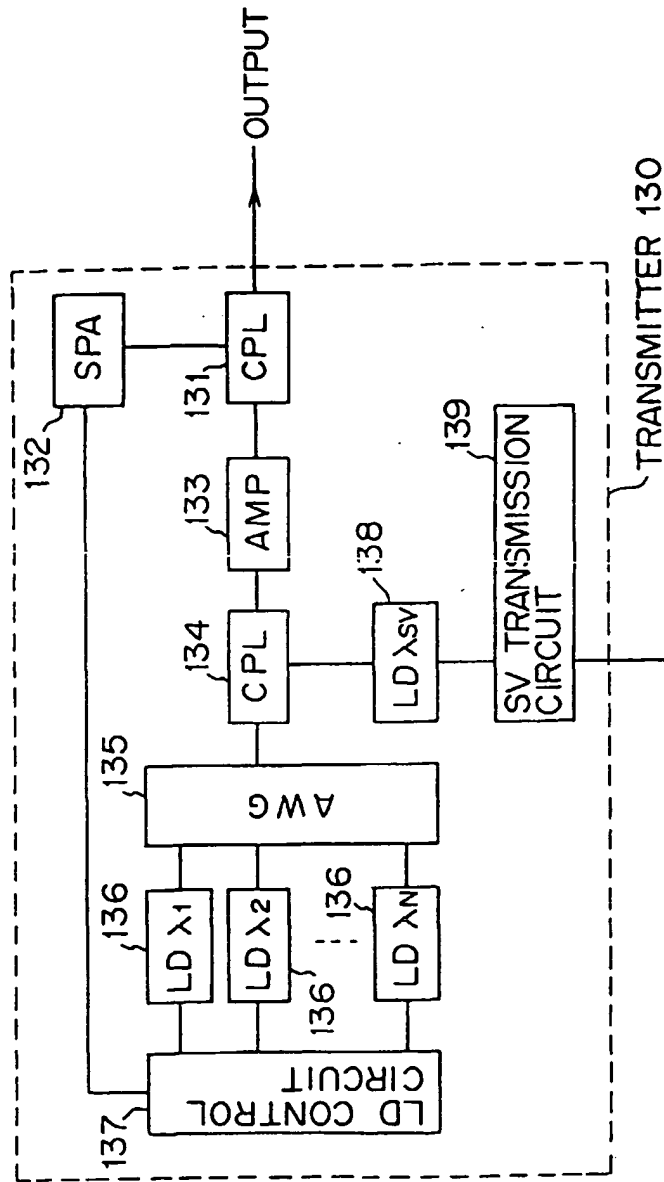 132
SPA
OUTPUT
CPL
131
133
AMP
134
CPL
138
LD λSV
139
SV TRANSMISSION
CIRCUIT
135
AWG
136
LD λ1
LD λ2
136
136
LD λN
137
LD CONTROL
CIRCUIT
TRANSMITTER 130